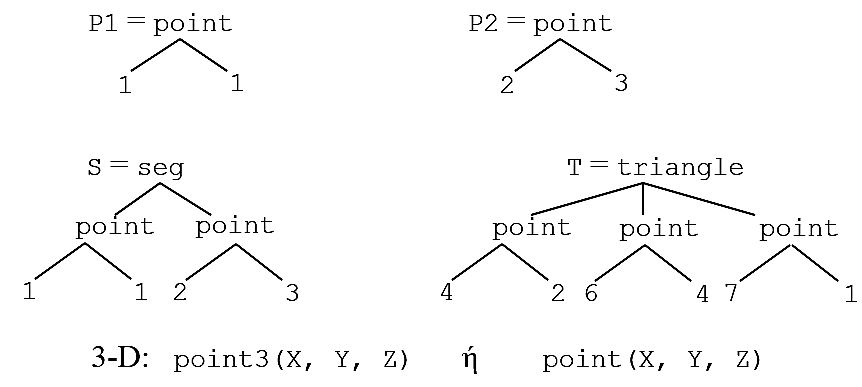 P1 = point P2 = point
1 1 2 3
S = seg T = triangle
point point point point point
1 1 2 3 4 2 6 4 7 1
3-D: point3(X, Y, Z) ή point(X, Y, Z)